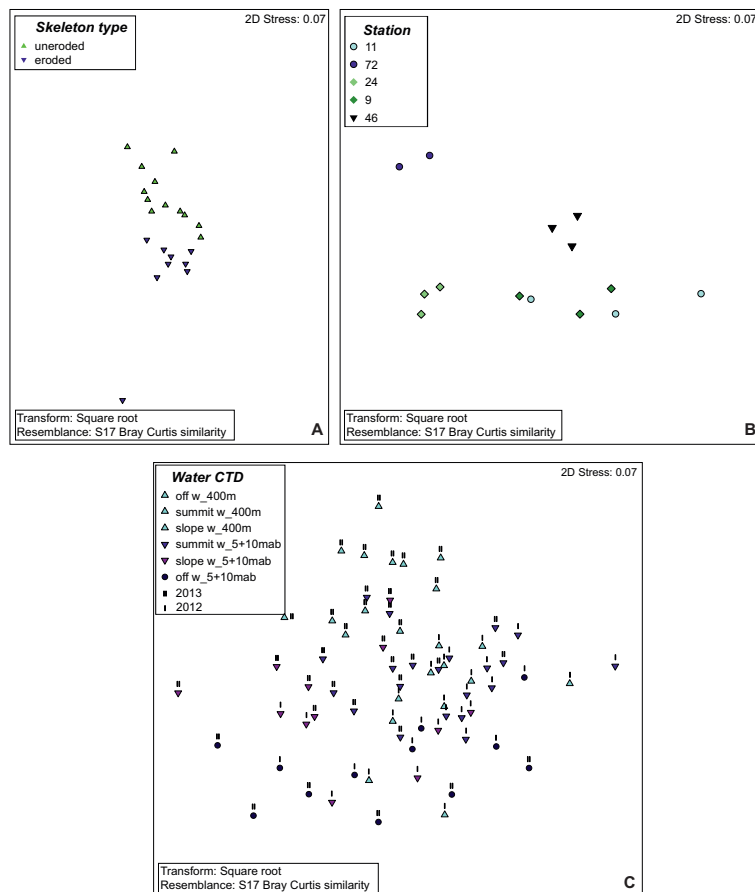 2D Stress: 0.07
Skeleton type
uneroded
eroded
Transform: Square root
Resemblance: S17 Bray Curtis similarity
A
2D Stress: 0.07
Station
11
72
24
9
46
Transform: Square root
Resemblance: S17 Bray Curtis similarity
B
2D Stress: 0.07
Water CTD
off w_400m
summit w_400m
slope w_400m
summit w_5+10mab
slope w_5+10mab
off w_5+10mab
2013
2012
Transform: Square root
Resemblance: S17 Bray Curtis similarity
C